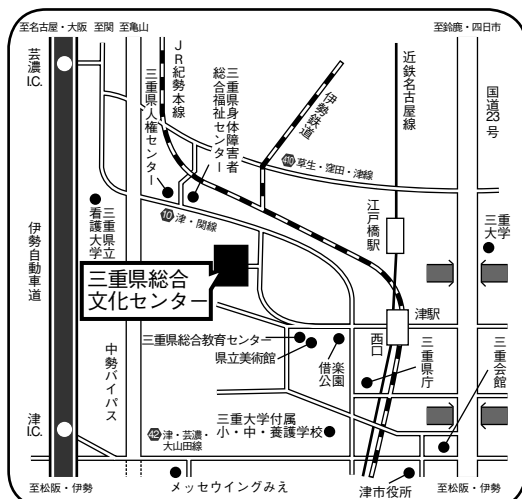 至名古屋・大阪
至関
至亀山
至鈴鹿・四日市
芸濃
I.C.
JR紀勢本線
三重県人権センター
三重県身体障害者
総合福祉センター
伊勢鉄道
近鉄名古屋線
国道23号
410 草生・窪田・津線
三重県立
看護大学
10 津・関線
江戸橋駅
三重
大学
伊勢自動車道
三重県総合
文化センター
津駅
西口
中勢バイパス
三重県総合教育センター
県立美術館
偕楽
公園
三重県庁
三重会館
津
I.C.
42 津・芸濃・
大山田線
三重大学付属
小・中・養護学校
至松阪・伊勢
メッセウイングみえ
津市役所
至松阪・伊勢